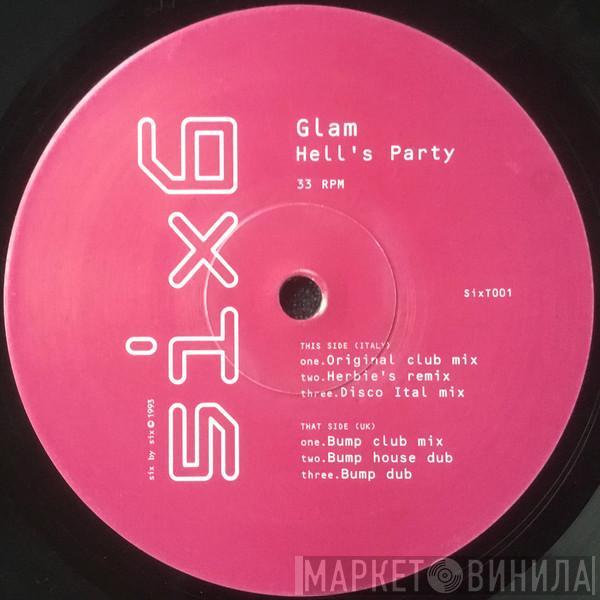 six6
six by six © 1993
Glam
Hell's Party
33 RPM
SixT001
THIS SIDE (ITALY)
one.Original club mix
two.Herbie's remix
three.Disco Ital mix
THAT SIDE (UK)
one.Bump club mix
two.Bump house dub
three.Bump dub
МАРКЕТ ВИНИЛА